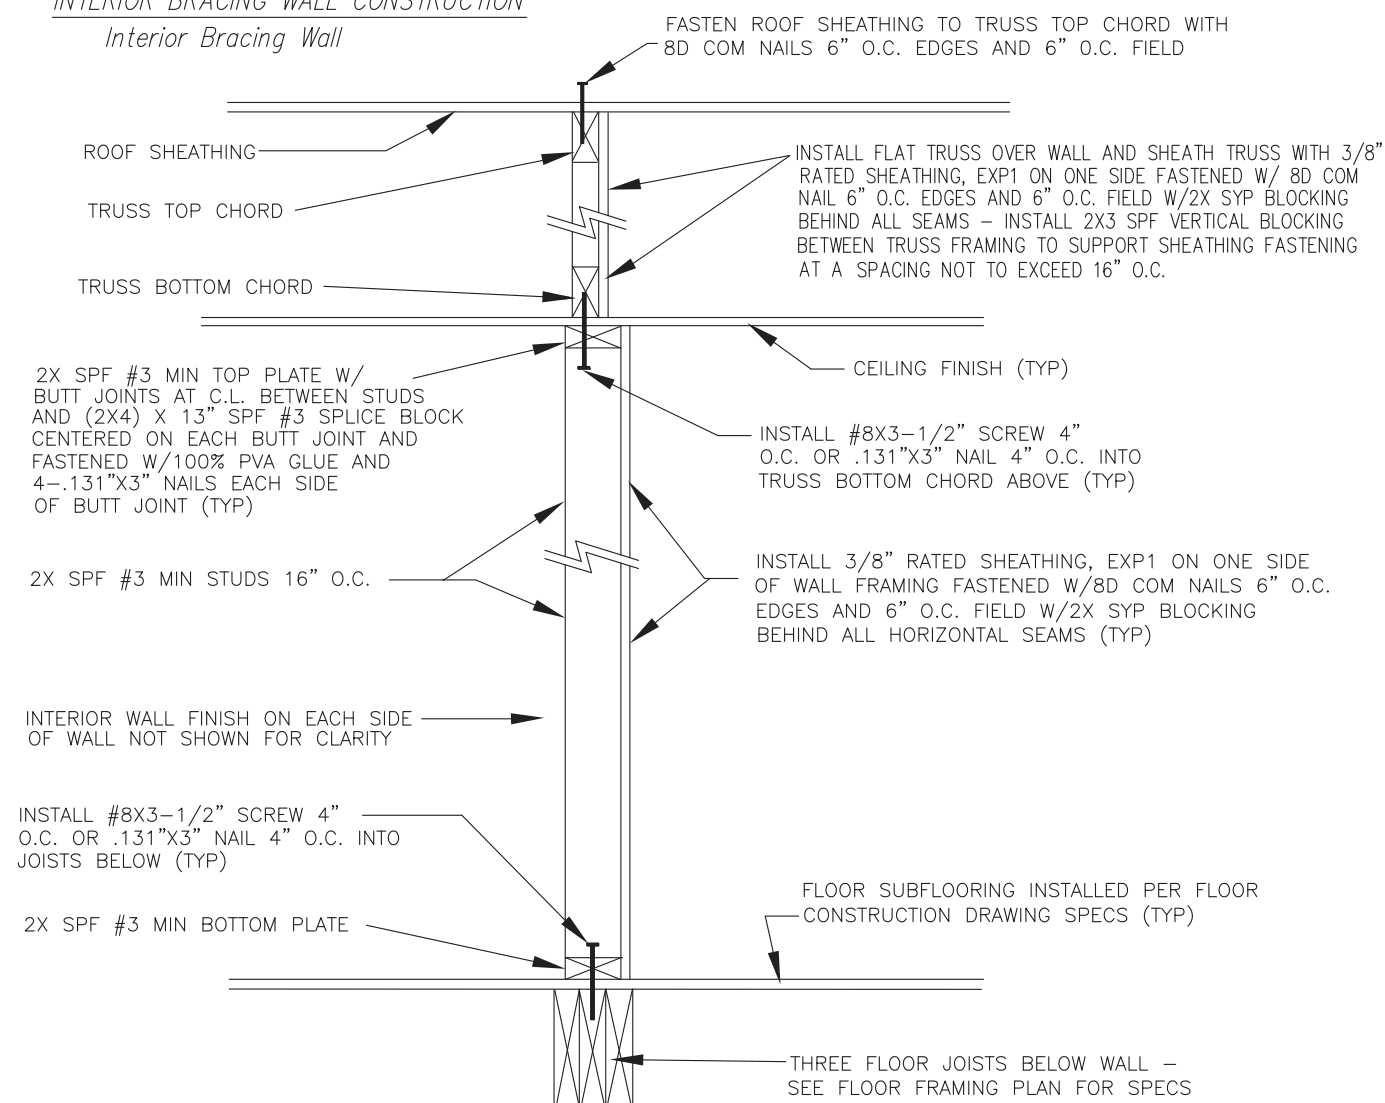 INTERIOR BRACING WALL CONSTRUCTION
Interior Bracing Wall
FASTEN ROOF SHEATHING TO TRUSS TOP CHORD WITH
8D COM NAILS 6” O.C. EDGES AND 6” O.C. FIELD
ROOF SHEATHING
TRUSS TOP CHORD
TRUSS BOTTOM CHORD
INSTALL FLAT TRUSS OVER WALL AND SHEATH TRUSS WITH 3/8”
RATED SHEATHING, EXP1 ON ONE SIDE FASTENED W/ 8D COM
NAIL 6” O.C. EDGES AND 6” O.C. FIELD W/2X SYP BLOCKING
BEHIND ALL SEAMS – INSTALL 2X3 SPF VERTICAL BLOCKING
BETWEEN TRUSS FRAMING TO SUPPORT SHEATHING FASTENING
AT A SPACING NOT TO EXCEED 16” O.C.
CEILING FINISH (TYP)
2X SPF #3 MIN TOP PLATE W/
BUTT JOINTS AT C.L. BETWEEN STUDS
AND (2X4) X 13” SPF #3 SPLICE BLOCK
CENTERED ON EACH BUTT JOINT AND
FASTENED W/100% PVA GLUE AND
4–.131”X3” NAILS EACH SIDE
OF BUTT JOINT (TYP)
INSTALL #8X3–1/2” SCREW 4”
O.C. OR .131”X3” NAIL 4” O.C. INTO
TRUSS BOTTOM CHORD ABOVE (TYP)
2X SPF #3 MIN STUDS 16” O.C.
INSTALL 3/8” RATED SHEATHING, EXP1 ON ONE SIDE
OF WALL FRAMING FASTENED W/8D COM NAILS 6” O.C.
EDGES AND 6” O.C. FIELD W/2X SYP BLOCKING
BEHIND ALL HORIZONTAL SEAMS (TYP)
INTERIOR WALL FINISH ON EACH SIDE
OF WALL NOT SHOWN FOR CLARITY
INSTALL #8X3–1/2” SCREW 4”
O.C. OR .131”X3” NAIL 4” O.C. INTO
JOISTS BELOW (TYP)
2X SPF #3 MIN BOTTOM PLATE
FLOOR SUBFLOORING INSTALLED PER FLOOR
CONSTRUCTION DRAWING SPECS (TYP)
THREE FLOOR JOISTS BELOW WALL –
SEE FLOOR FRAMING PLAN FOR SPECS